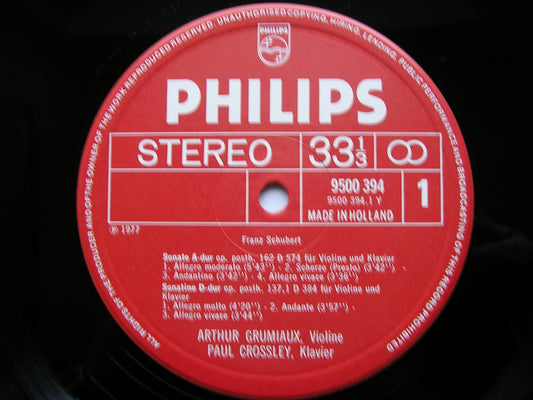 ALL RIGHTS OF THE PRODUCER AND OF THE OWNER OF THE WORK REPRODUCED RESERVED. UNAUTHORISED COPYING, HIRING, LENDING, PUBLIC PERFORMANCE AND BROADCASTING OF THIS RECORD PROHIBITED
PHILIPS
PHILIPS
STEREO 33 1/3
9500 394
9500 394.1 Y
MADE IN HOLLAND
1
℗ 1977
Franz Schubert
Sonate A-dur op. posth. 162 D 574 für Violine und Klavier
1. Allegro moderato (5'43'') - 2. Scherzo (Presto) (3'42'') -
3. Andantino (3'42'') - 4. Allegro vivace (3'36'')
Sonatine D-dur op. posth. 137,1 D 384 für Violine und
Klavier
1. Allegro molto (4'20'') - 2. Andante (3'57'') -
3. Allegro vivace (3'44'')
ARTHUR GRUMIAUX, Violine
PAUL CROSSLEY, Klavier